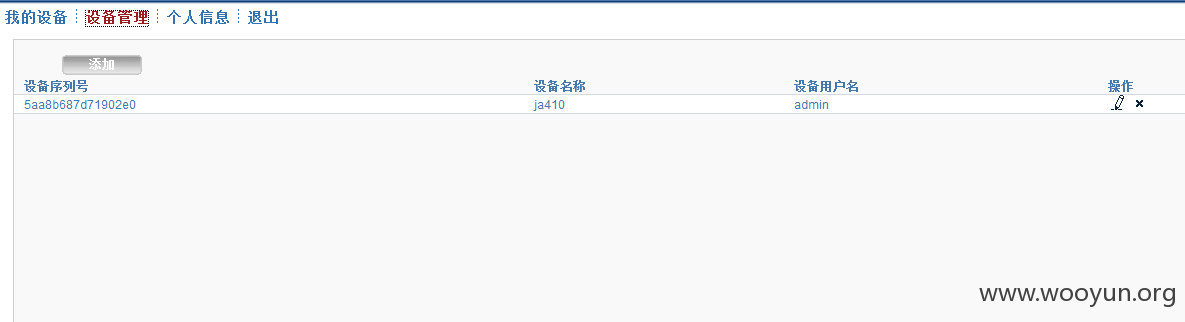 我的设备 设备管理 个人信息 退出
添加
设备序列号 设备名称 设备用户名 操作
5aa8b687d71902e0 ja410 admin
www.wooyun.org